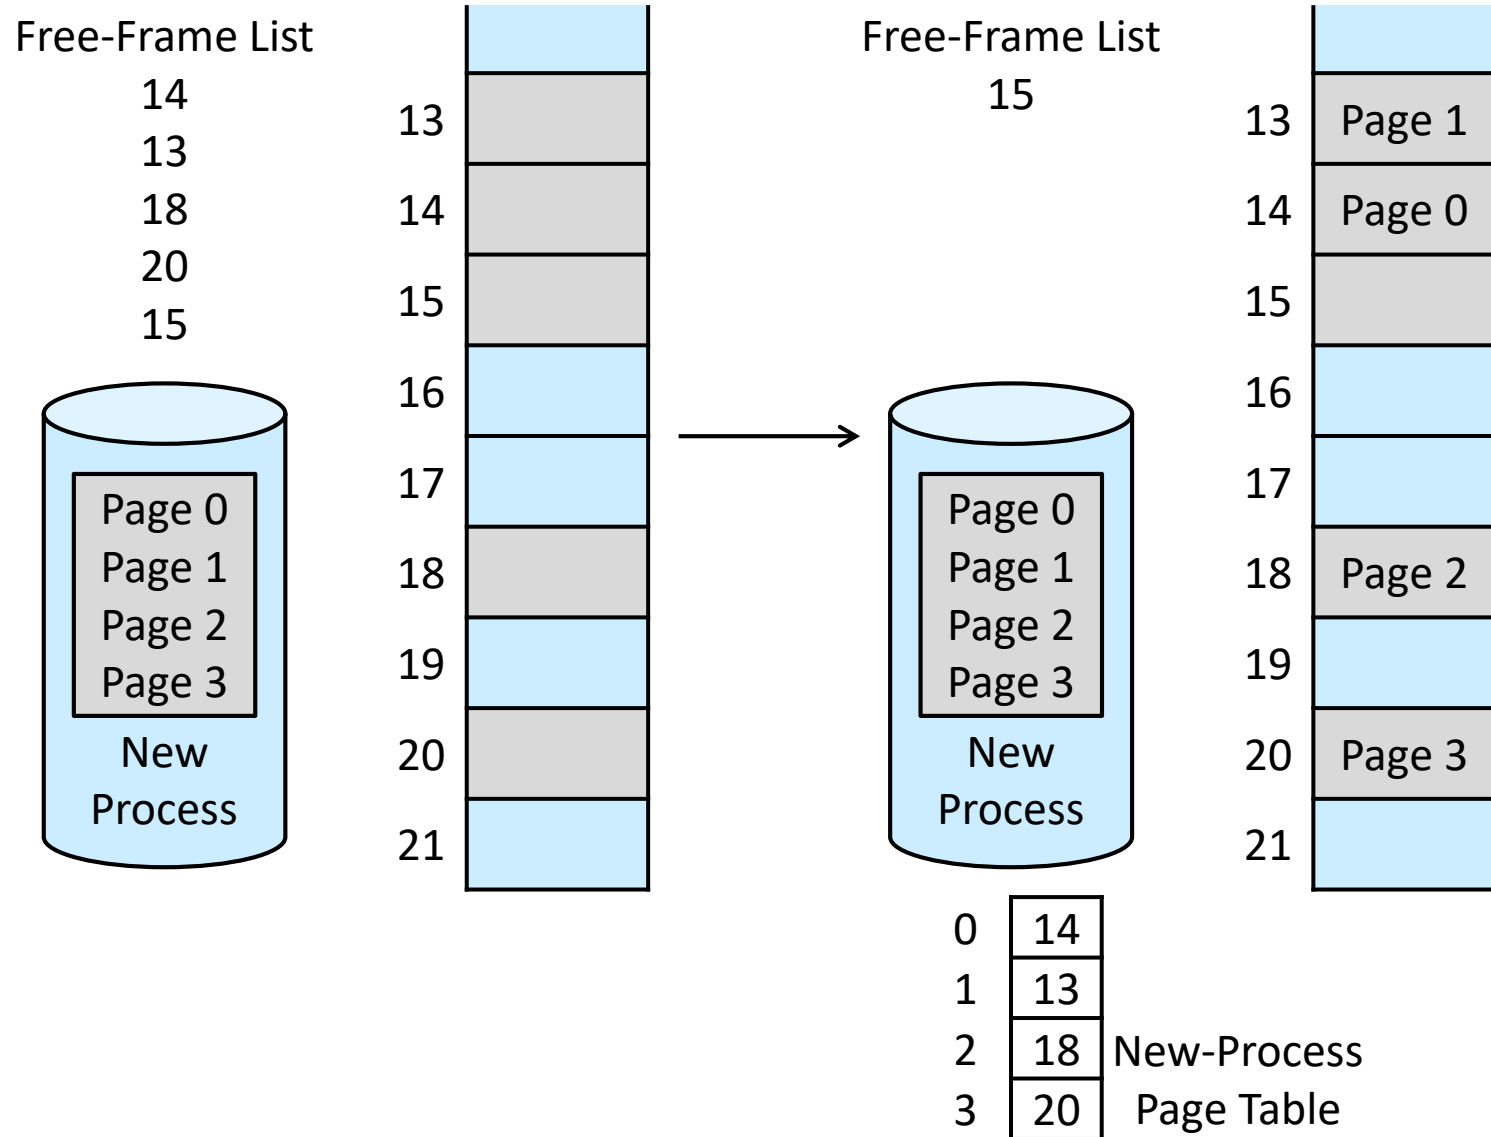 Free-Frame List
14
13
18
20
15
13
14
15
16
17
18
19
20
21
Page 0
Page 1
Page 2
Page 3
New
Process
Free-Frame List
15
13 Page 1
14 Page 0
15
16
17
18 Page 2
19
20 Page 3
21
Page 0
Page 1
Page 2
Page 3
New
Process
0 14
1 13
2 18 New-Process
3 20 Page Table